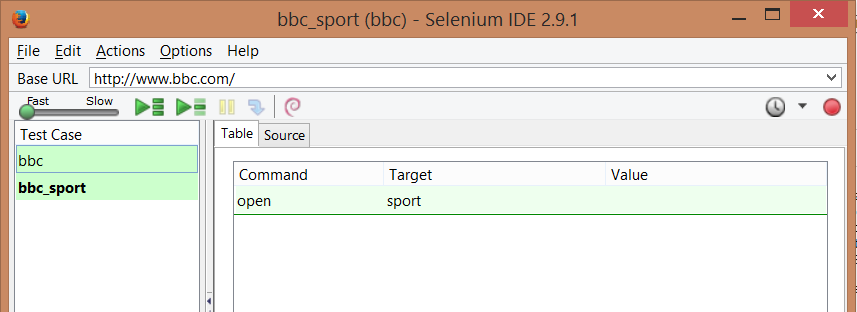 bbc_sport (bbc) - Selenium IDE 2.9.1
File Edit Actions Options Help
Base URL http://www.bbc.com/
Fast Slow
Test Case
bbc
bbc_sport
Table Source
Command Target Value
open sport